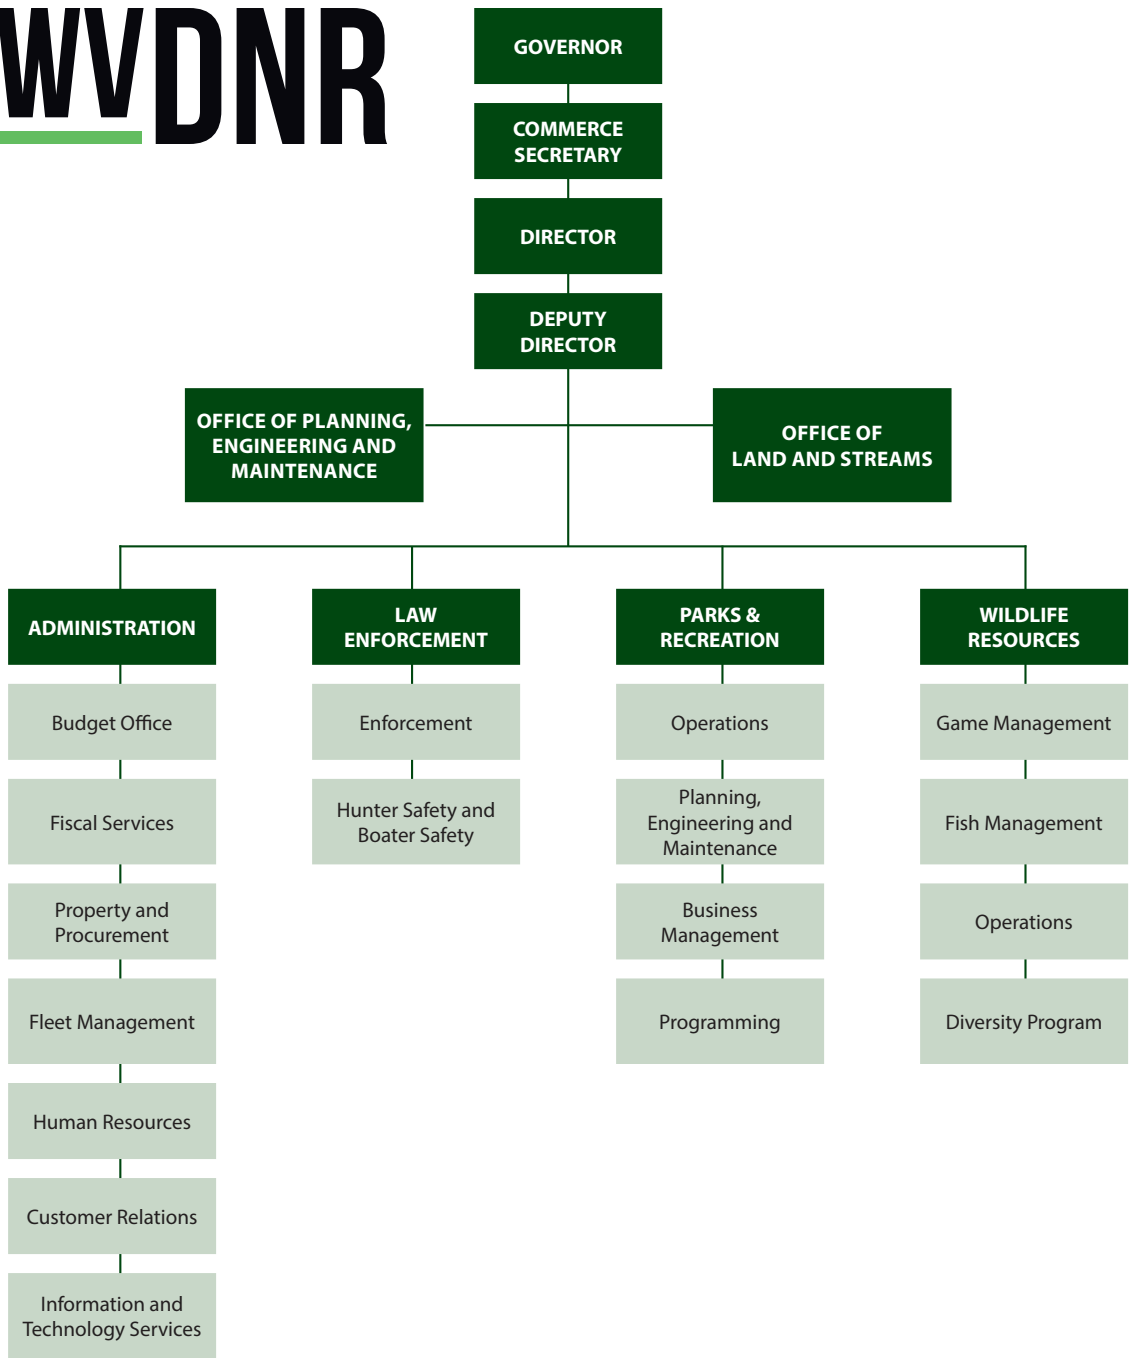 WVDNR
GOVERNOR
COMMERCE
SECRETARY
DIRECTOR
DEPUTY
DIRECTOR
OFFICE OF PLANNING,
ENGINEERING AND
MAINTENANCE
OFFICE OF
LAND AND STREAMS
ADMINISTRATION
Budget Office
Fiscal Services
Property and
Procurement
Fleet Management
Human Resources
Customer Relations
Information and
Technology Services
LAW
ENFORCEMENT
Enforcement
Hunter Safety and
Boater Safety
PARKS &
RECREATION
Operations
Planning,
Engineering and
Maintenance
Business
Management
Programming
WILDLIFE
RESOURCES
Game Management
Fish Management
Operations
Diversity Program